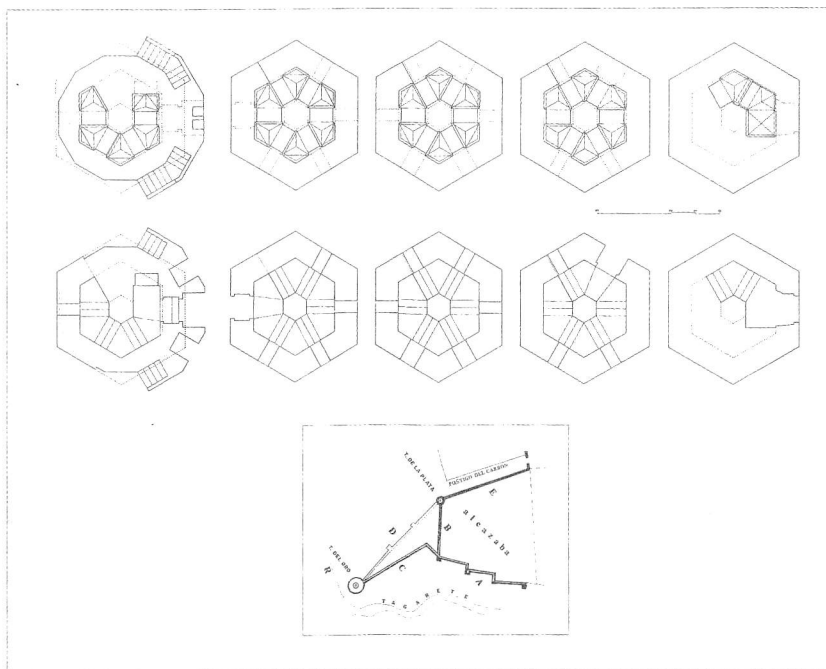 T. DE LA PLATA
POSTIGO DEL CARBON
E
alcazaba
B
D
T. DEL ORO
C
R
A
TAGARETE